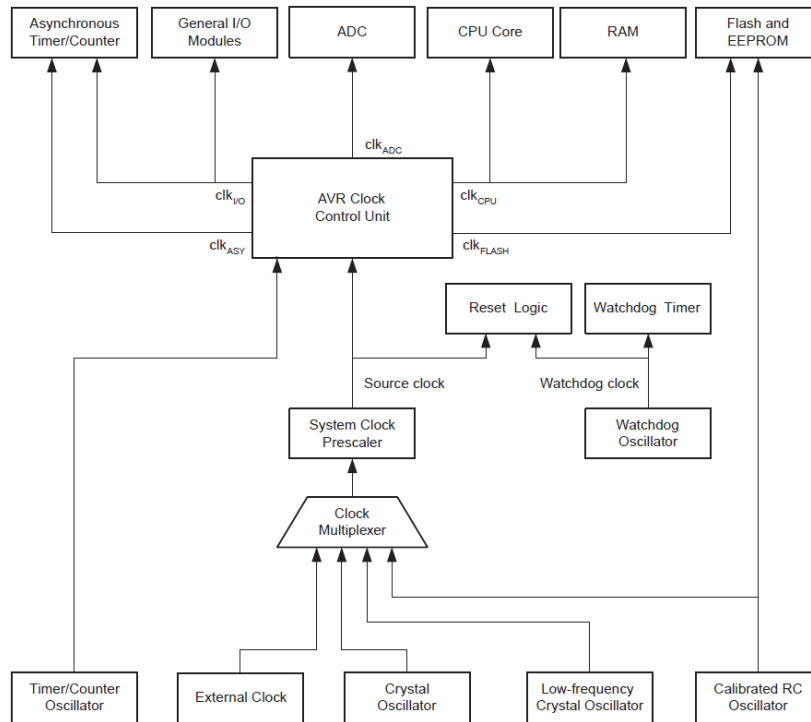 Asynchronous
Timer/Counter
General I/O
Modules
ADC
CPU Core
RAM
Flash and
EEPROM
clkADC
AVR Clock
Control Unit
clkI/O
clkCPU
clkASY
clkFLASH
Reset Logic
Watchdog Timer
Source clock
Watchdog clock
System Clock
Prescaler
Watchdog
Oscillator
Clock
Multiplexer
Timer/Counter
Oscillator
External Clock
Crystal
Oscillator
Low-frequency
Crystal Oscillator
Calibrated RC
Oscillator